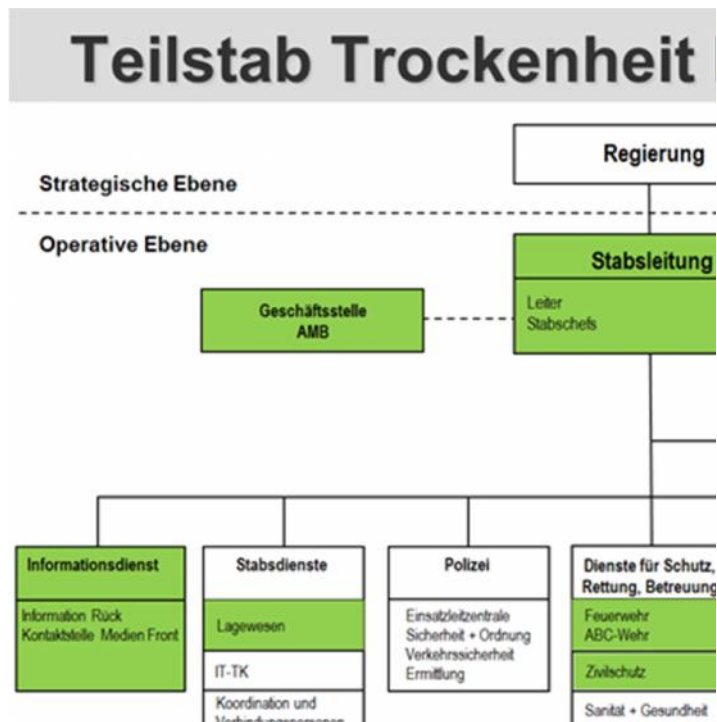 Teilstab Trockenheit
Regierung
Strategische Ebene
Operative Ebene
Stabsleitung
Leiter
Stabschefs
Geschäftsstelle
AMB
Informationsdienst
Information Rück
Kontaktstelle Medien Front
Stabsdienste
Lagewesen
IT-TK
Koordination und
Polizei
Einsatzleitzentrale
Sicherheit + Ordnung
Verkehrssicherheit
Ermittlung
Dienste für Schutz,
Rettung, Betreuung
Feuerwehr
ABC-Wehr
Zivilschutz
Sanität + Gesundheit